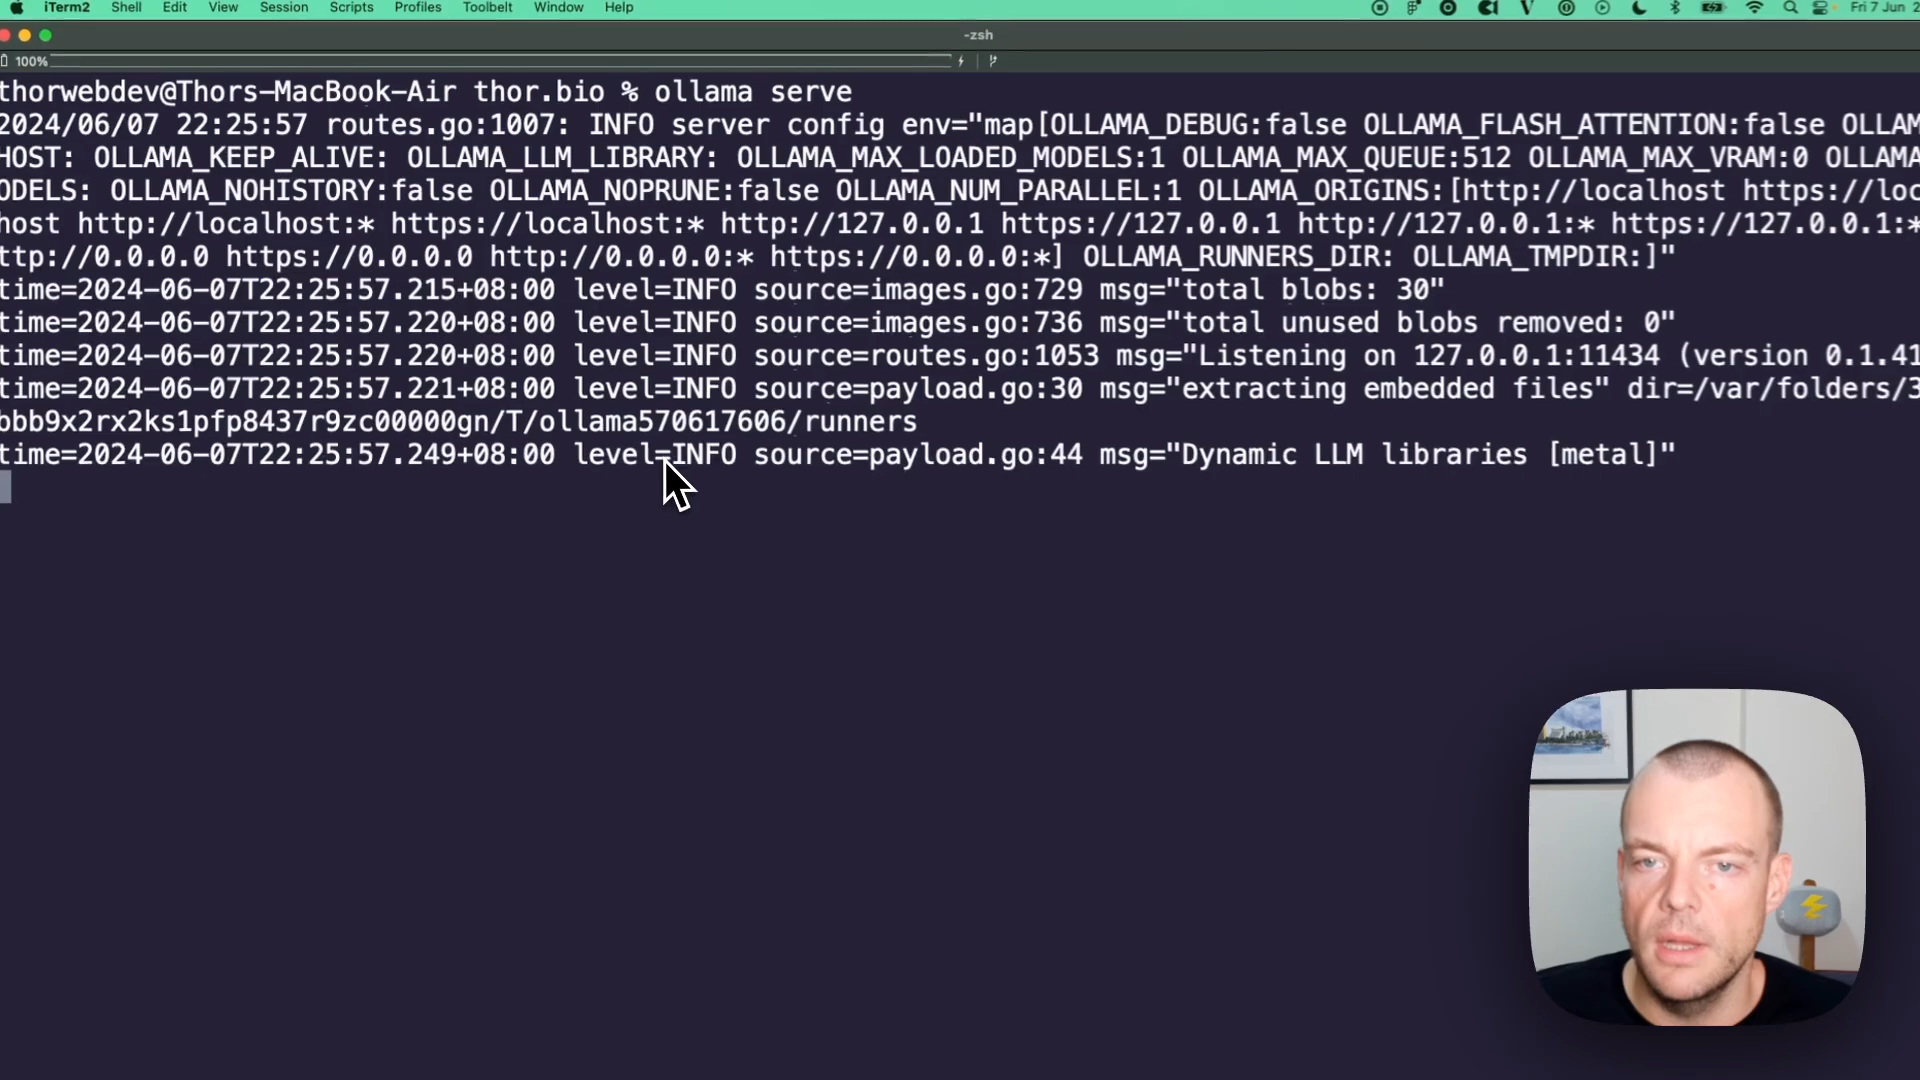 iTerm2 Shell Edit View Session Scripts Profiles Toolbelt Window Help Fri 7 Jun 2
-zsh
100%
thorwebdev@Thors-MacBook-Air thor.bio % ollama serve
2024/06/07 22:25:57 routes.go:1007: INFO server config env="map[OLLAMA_DEBUG:false OLLAMA_FLASH_ATTENTION:false OLLAM
HOST: OLLAMA_KEEP_ALIVE: OLLAMA_LLM_LIBRARY: OLLAMA_MAX_LOADED_MODELS:1 OLLAMA_MAX_QUEUE:512 OLLAMA_MAX_VRAM:0 OLLAMA
ODELS: OLLAMA_NOHISTORY:false OLLAMA_NOPRUNE:false OLLAMA_NUM_PARALLEL:1 OLLAMA_ORIGINS:[http://localhost https://loc
host http://localhost:* https://localhost:* http://127.0.0.1 https://127.0.0.1 http://127.0.0.1:* https://127.0.0.1:*
ttp://0.0.0.0 https://0.0.0.0 http://0.0.0.0:* https://0.0.0.0:*] OLLAMA_RUNNERS_DIR: OLLAMA_TMPDIR:]"
time=2024-06-07T22:25:57.215+08:00 level=INFO source=images.go:729 msg="total blobs: 30"
time=2024-06-07T22:25:57.220+08:00 level=INFO source=images.go:736 msg="total unused blobs removed: 0"
time=2024-06-07T22:25:57.220+08:00 level=INFO source=routes.go:1053 msg="Listening on 127.0.0.1:11434 (version 0.1.41
time=2024-06-07T22:25:57.221+08:00 level=INFO source=payload.go:30 msg="extracting embedded files" dir=/var/folders/3
bbb9x2rx2ks1pfp8437r9zc00000gn/T/ollama570617606/runners
time=2024-06-07T22:25:57.249+08:00 level=INFO source=payload.go:44 msg="Dynamic LLM libraries [metal]"